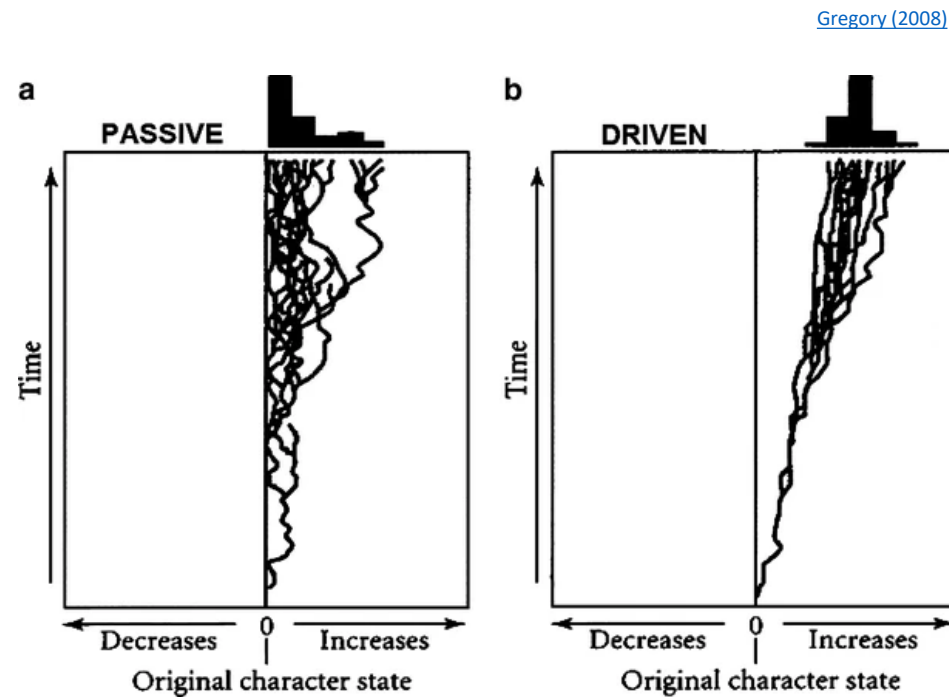 Gregory (2008)
a
PASSIVE
Time
Decreases
0
Increases
Original character state
b
DRIVEN
Time
Decreases
0
Increases
Original character state